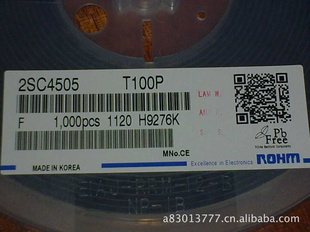 2SC4505 T100P
F 1,000pcs 1120 H9276K
Pb
Free
MNo.CE
MADE IN KOREA
Excellence in Electronics
ROHM
a83013777.cn.alibaba.com